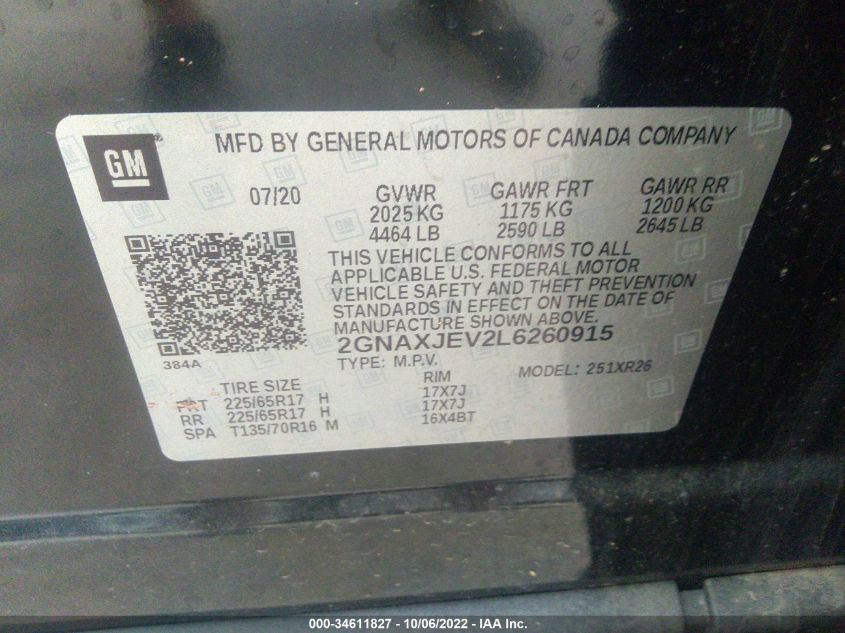 GM
MFD BY GENERAL MOTORS OF CANADA COMPANY
07/20 GVWR GAWR FRT GAWR RR
2025 KG 1175 KG 1200 KG
4464 LB 2590 LB 2645 LB
THIS VEHICLE CONFORMS TO ALL
APPLICABLE U.S. FEDERAL MOTOR
VEHICLE SAFETY AND THEFT PREVENTION
STANDARDS IN EFFECT ON THE DATE OF
MANUFACTURE SHOWN ABOVE.
2GNAXJEV2L6260915
384A
TYPE: M.P.V. MODEL: 251XR26
TIRE SIZE RIM
FRT 225/65R17 H 17X7J
RR 225/65R17 H 17X7J
SPA T135/70R16 M 16X4BT
000-34611827 - 10/06/2022 - IAA Inc.